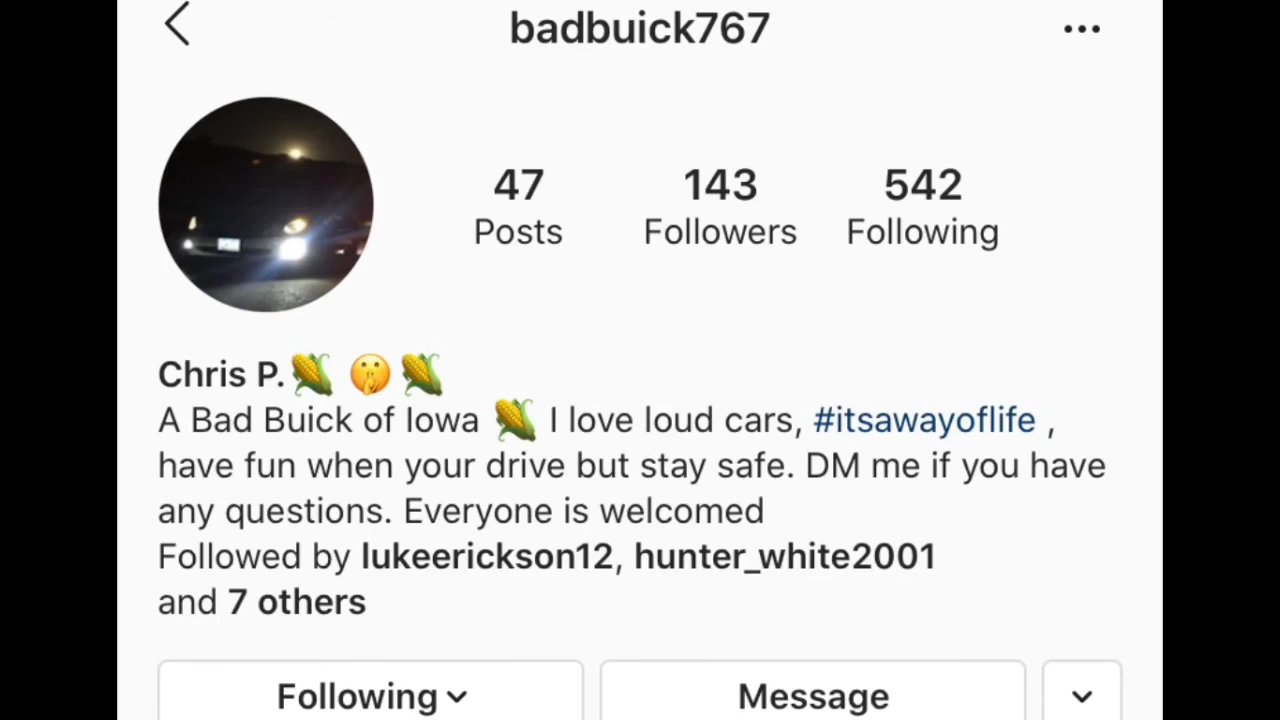 badbuick767
47 143 542
Posts Followers Following
Chris P.🌽 🤫 🌽
A Bad Buick of Iowa 🌽 I love loud cars, #itsawayoflife ,
have fun when your drive but stay safe. DM me if you have
any questions. Everyone is welcomed
Followed by lukeerickson12, hunter_white2001
and 7 others
Following Message